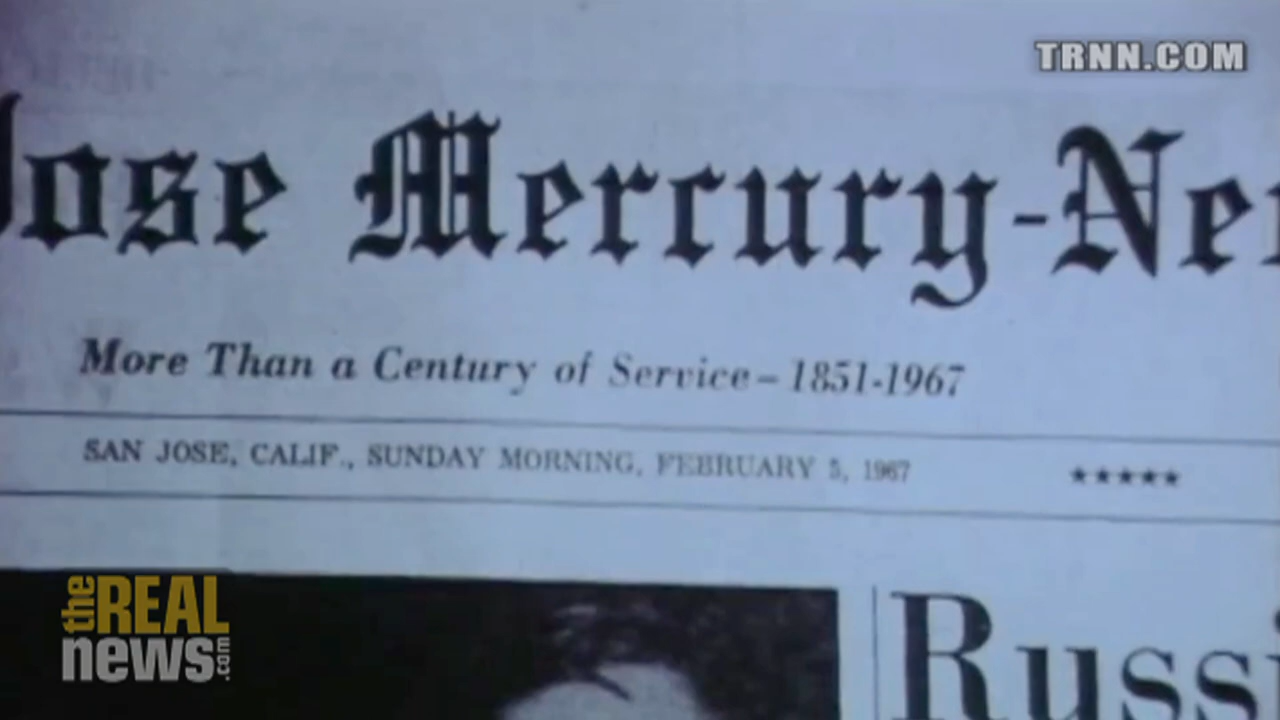 TRNN.COM
Jose Mercury-Ne
More Than a Century of Service – 1851-1967
SAN JOSE, CALIF., SUNDAY MORNING, FEBRUARY 5, 1967 ★★★★★
Russi
the REAL
news.com